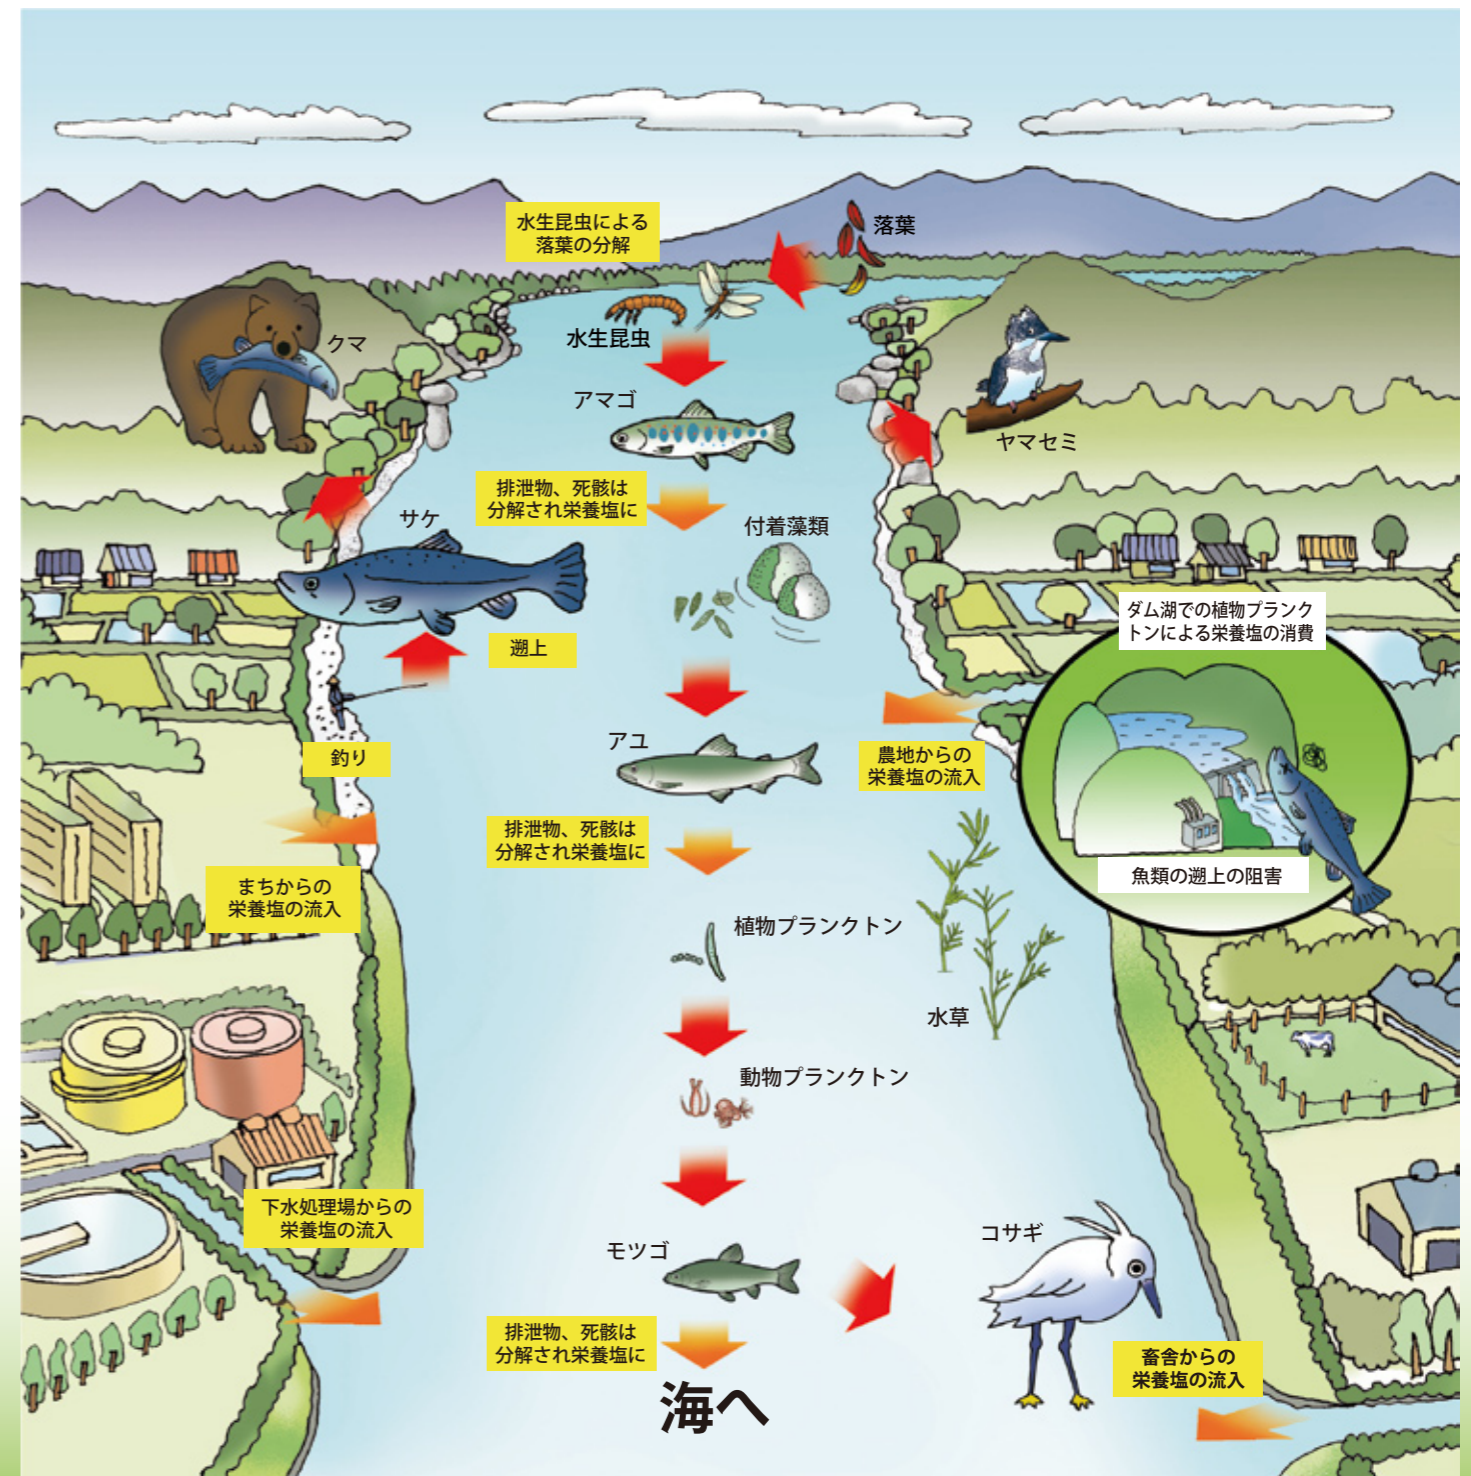 水生昆虫による
落葉の分解
落葉
水生昆虫
クマ
アマゴ
ヤマセミ
排泄物、死骸は
分解され栄養塩に
サケ
付着藻類
遡上
ダム湖での植物プランク
トンによる栄養塩の消費
釣り
アユ
農地からの
栄養塩の流入
排泄物、死骸は
分解され栄養塩に
魚類の遡上の阻害
まちからの
栄養塩の流入
植物プランクトン
水草
動物プランクトン
下水処理場からの
栄養塩の流入
モツゴ
コサギ
排泄物、死骸は
分解され栄養塩に
畜舎からの
栄養塩の流入
海へ